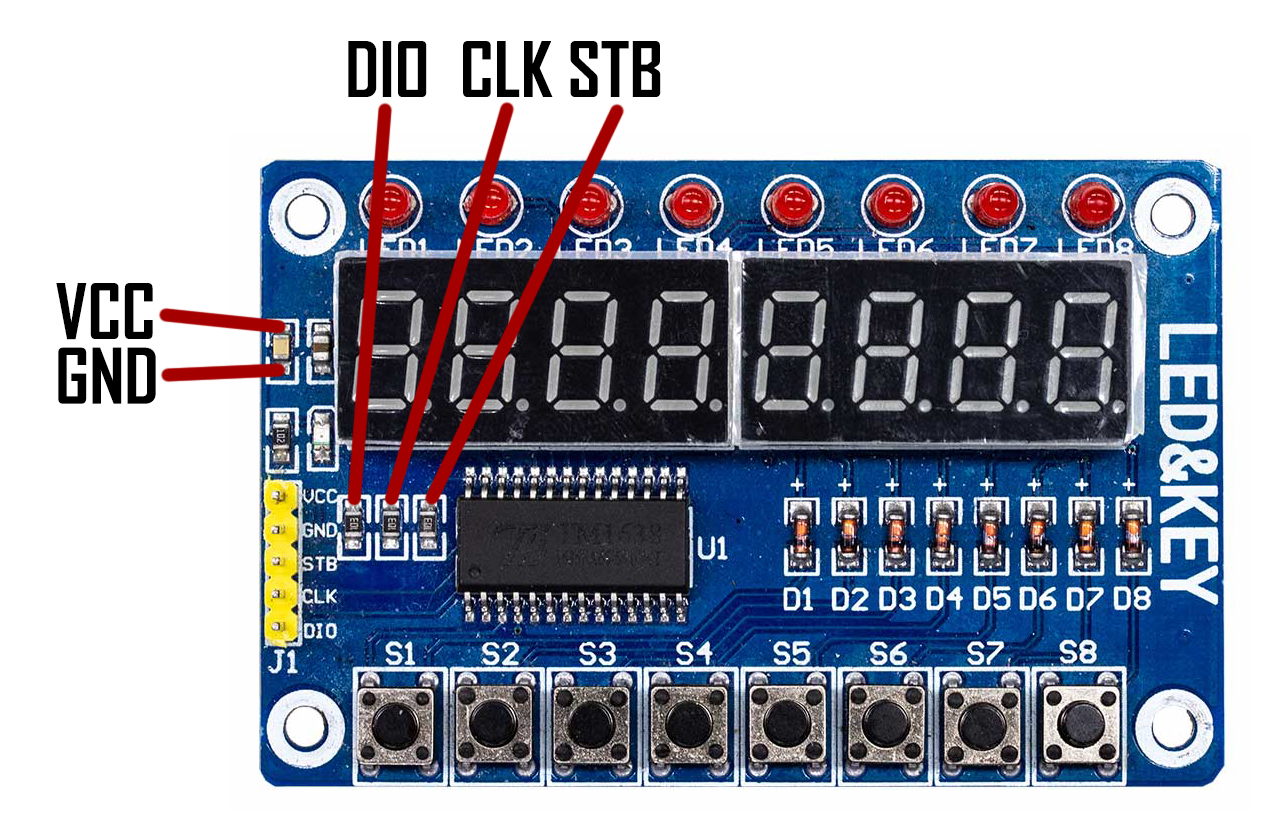 DIO CLK STB
VCC
GND
LED1 LED2 LED3 LED4 LED5 LED6 LED7 LED8
LED&KEY
102
VCC
GND
STB
CLK
DIO
J1
TM1638
U1
+ + + + + + + +
D1 D2 D3 D4 D5 D6 D7 D8
S1 S2 S3 S4 S5 S6 S7 S8